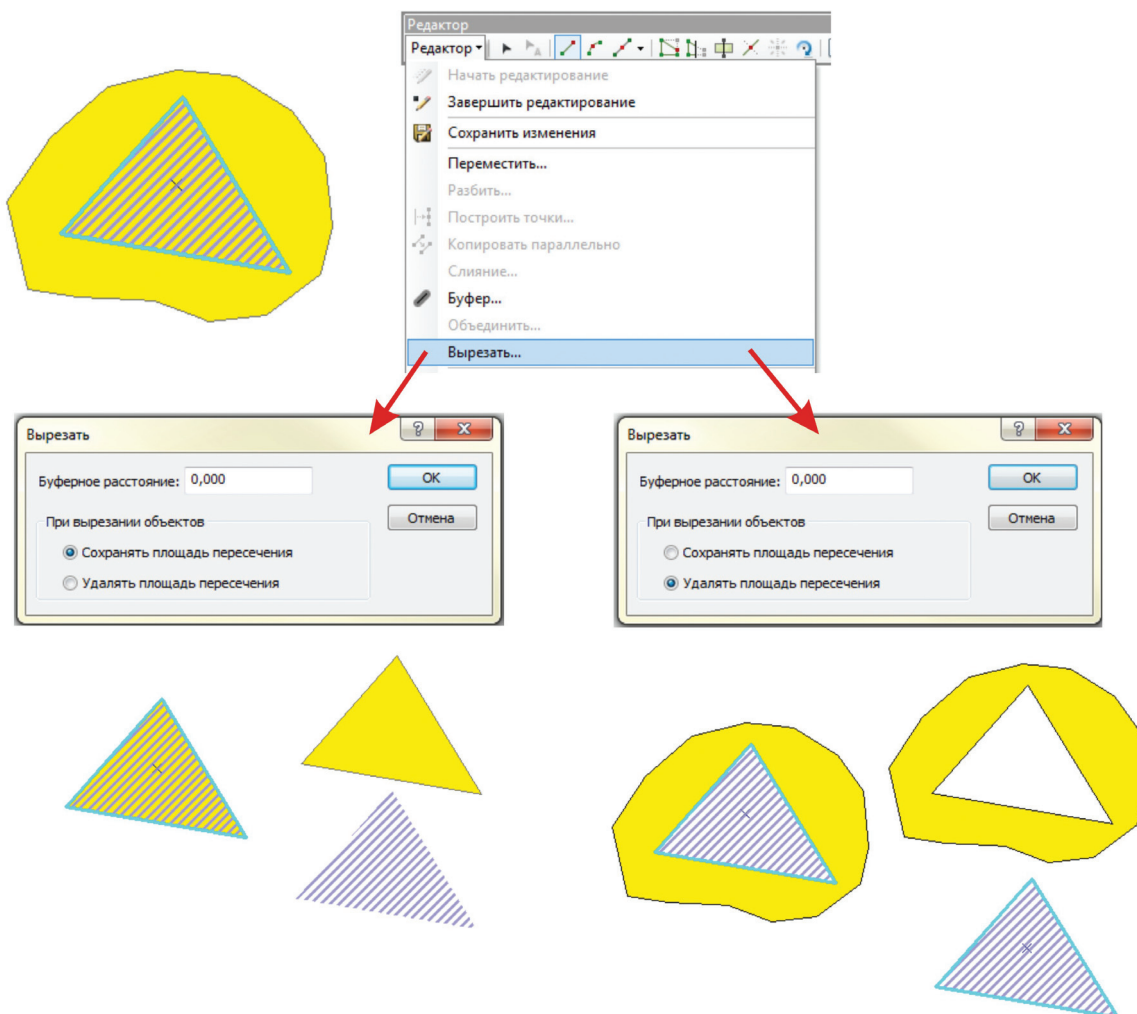 Редактор
Редактор
Начать редактирование
Завершить редактирование
Сохранить изменения
Переместить...
Разбить...
Построить точки...
Копировать параллельно
Слияние...
Буфер...
Объединить...
Вырезать...
Вырезать
Буферное расстояние: 0,000
OK
При вырезании объектов
Отмена
Сохранять площадь пересечения
Удалять площадь пересечения
Вырезать
Буферное расстояние: 0,000
OK
При вырезании объектов
Отмена
Сохранять площадь пересечения
Удалять площадь пересечения